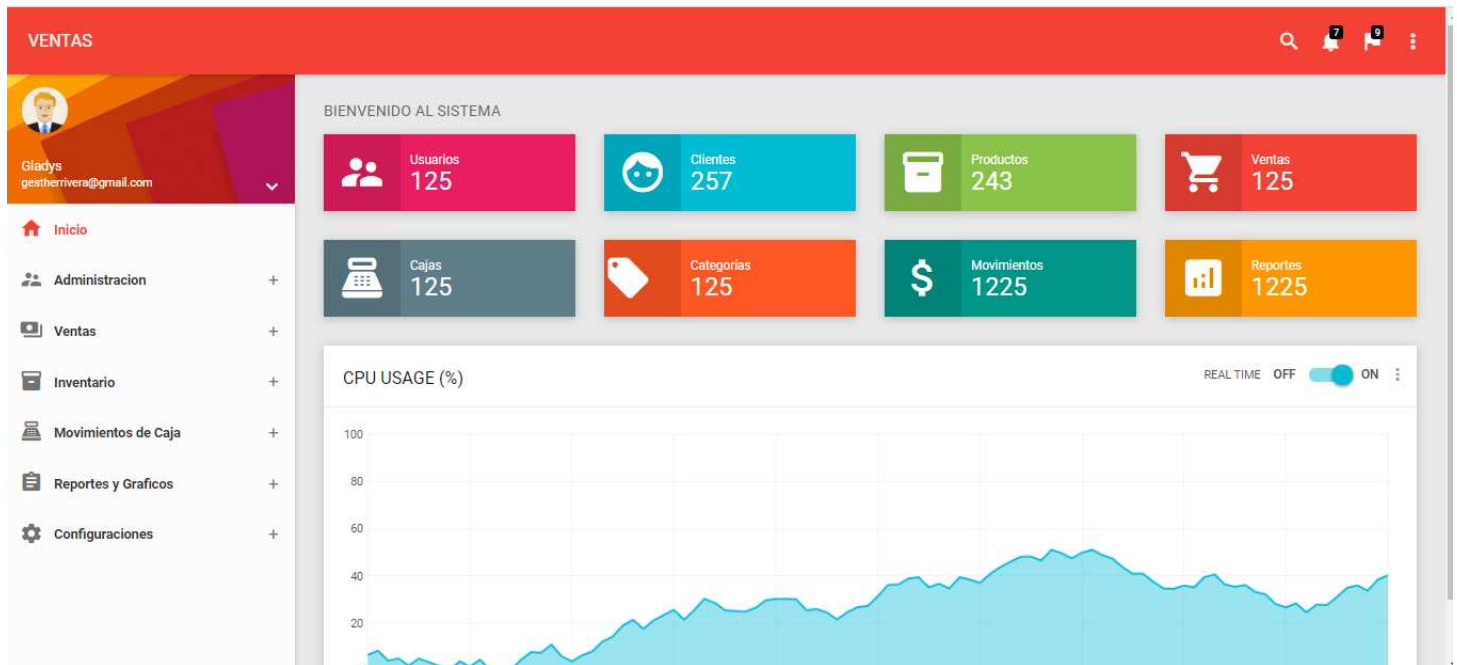 VENTAS
7
9
Gladys
gestherrivera@gmail.com
Inicio
Administracion +
Ventas +
Inventario +
Movimientos de Caja +
Reportes y Graficos +
Configuraciones +
BIENVENIDO AL SISTEMA
Usuarios
125
Clientes
257
Productos
243
Ventas
125
Cajas
125
Categorías
125
$
Movimientos
1225
Reportes
1225
CPU USAGE (%)
REAL TIME OFF ON
100
80
60
40
20